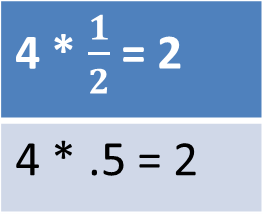 4 * 1/2 = 2
4 * .5 = 2